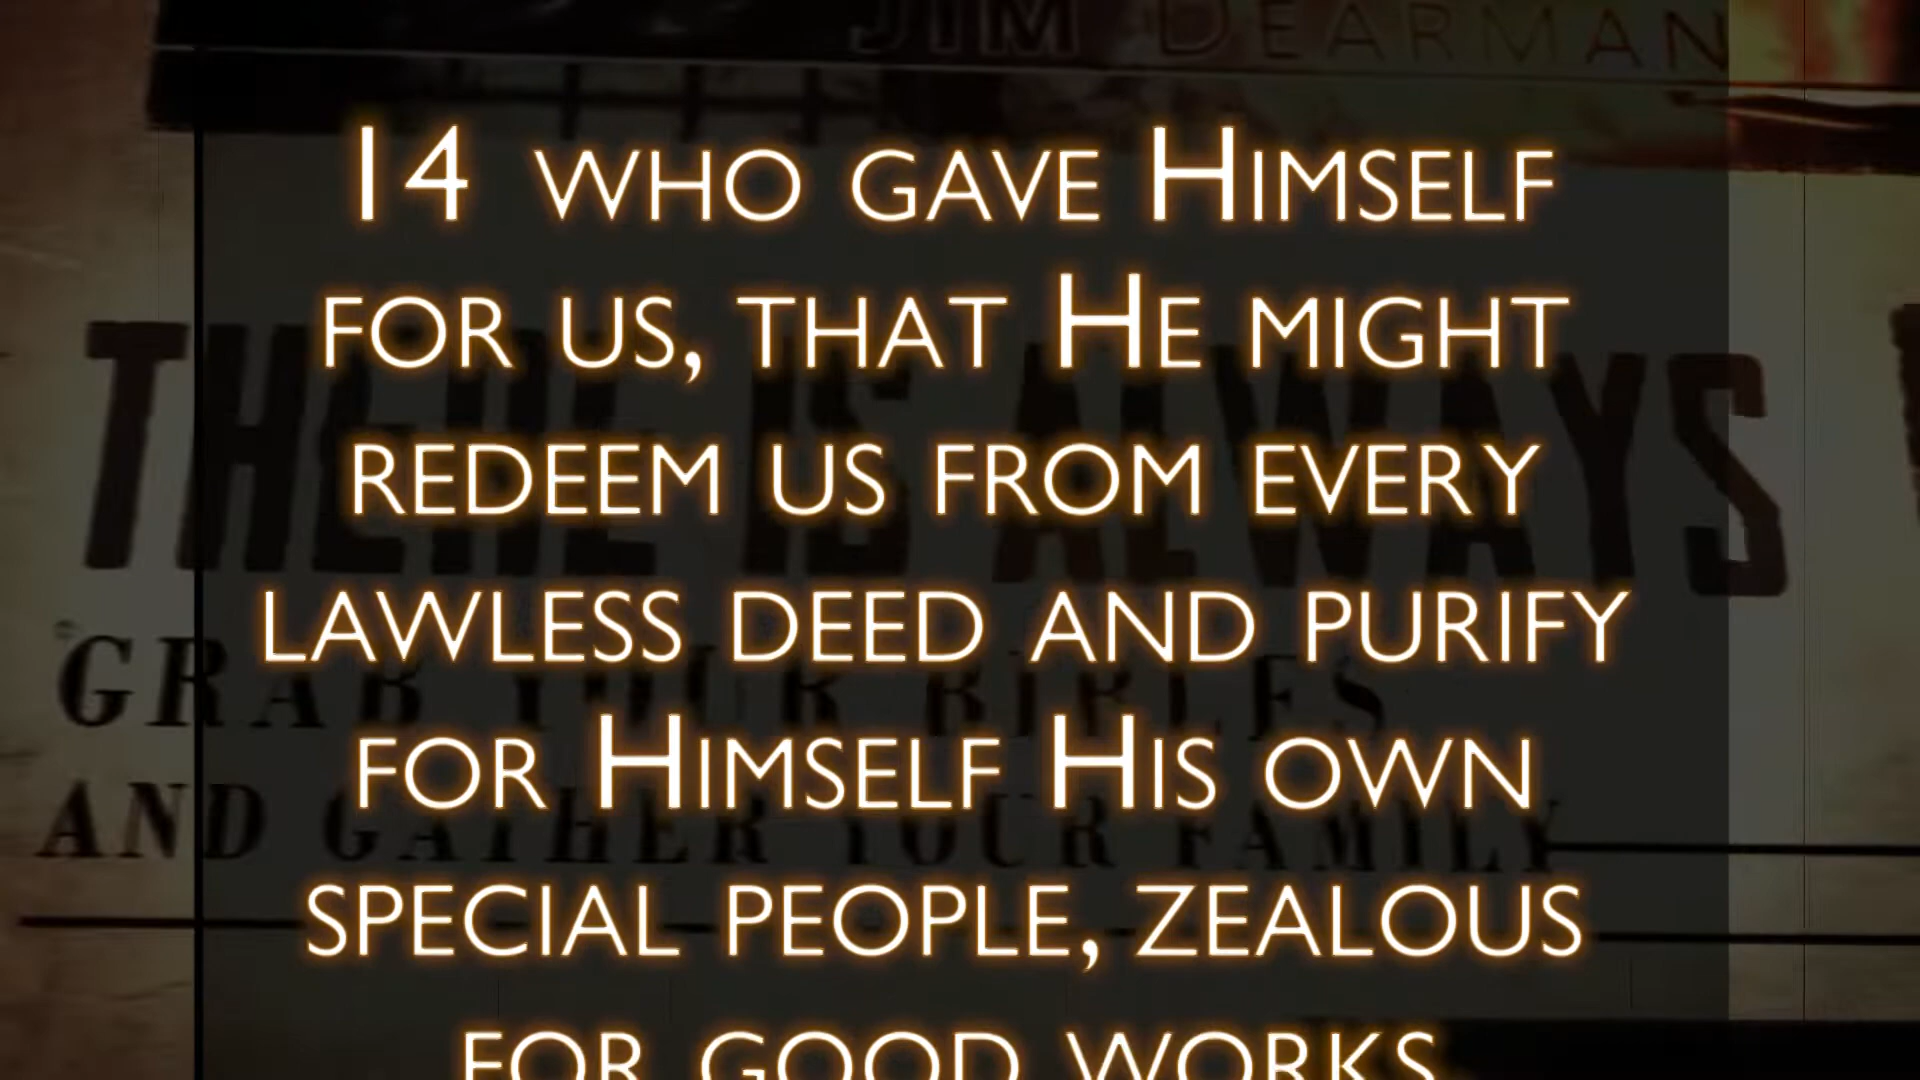 JIM DEARMAN
14 WHO GAVE HIMSELF
FOR US, THAT HE MIGHT
REDEEM US FROM EVERY
LAWLESS DEED AND PURIFY
FOR HIMSELF HIS OWN
SPECIAL PEOPLE, ZEALOUS
FOR GOOD WORKS
THERE IS ALWAYS
GRAB YOUR BIBLES
AND GATHER YOUR FAMILY